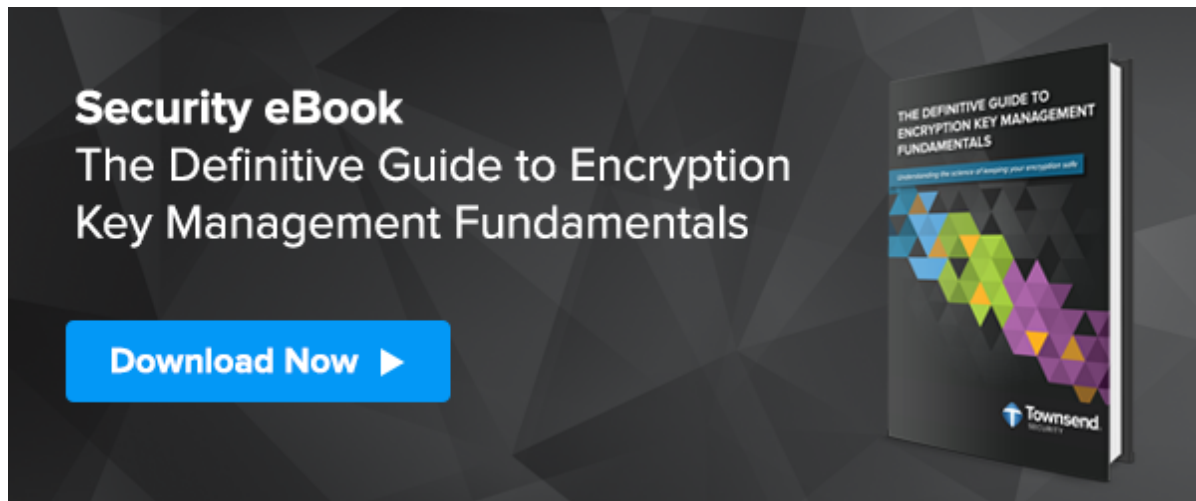 Security eBook
The Definitive Guide to Encryption
Key Management Fundamentals
Download Now
THE DEFINITIVE GUIDE TO
ENCRYPTION KEY MANAGEMENT
FUNDAMENTALS
Understanding the science of keeping your encryption safe
Townsend
SECURITY